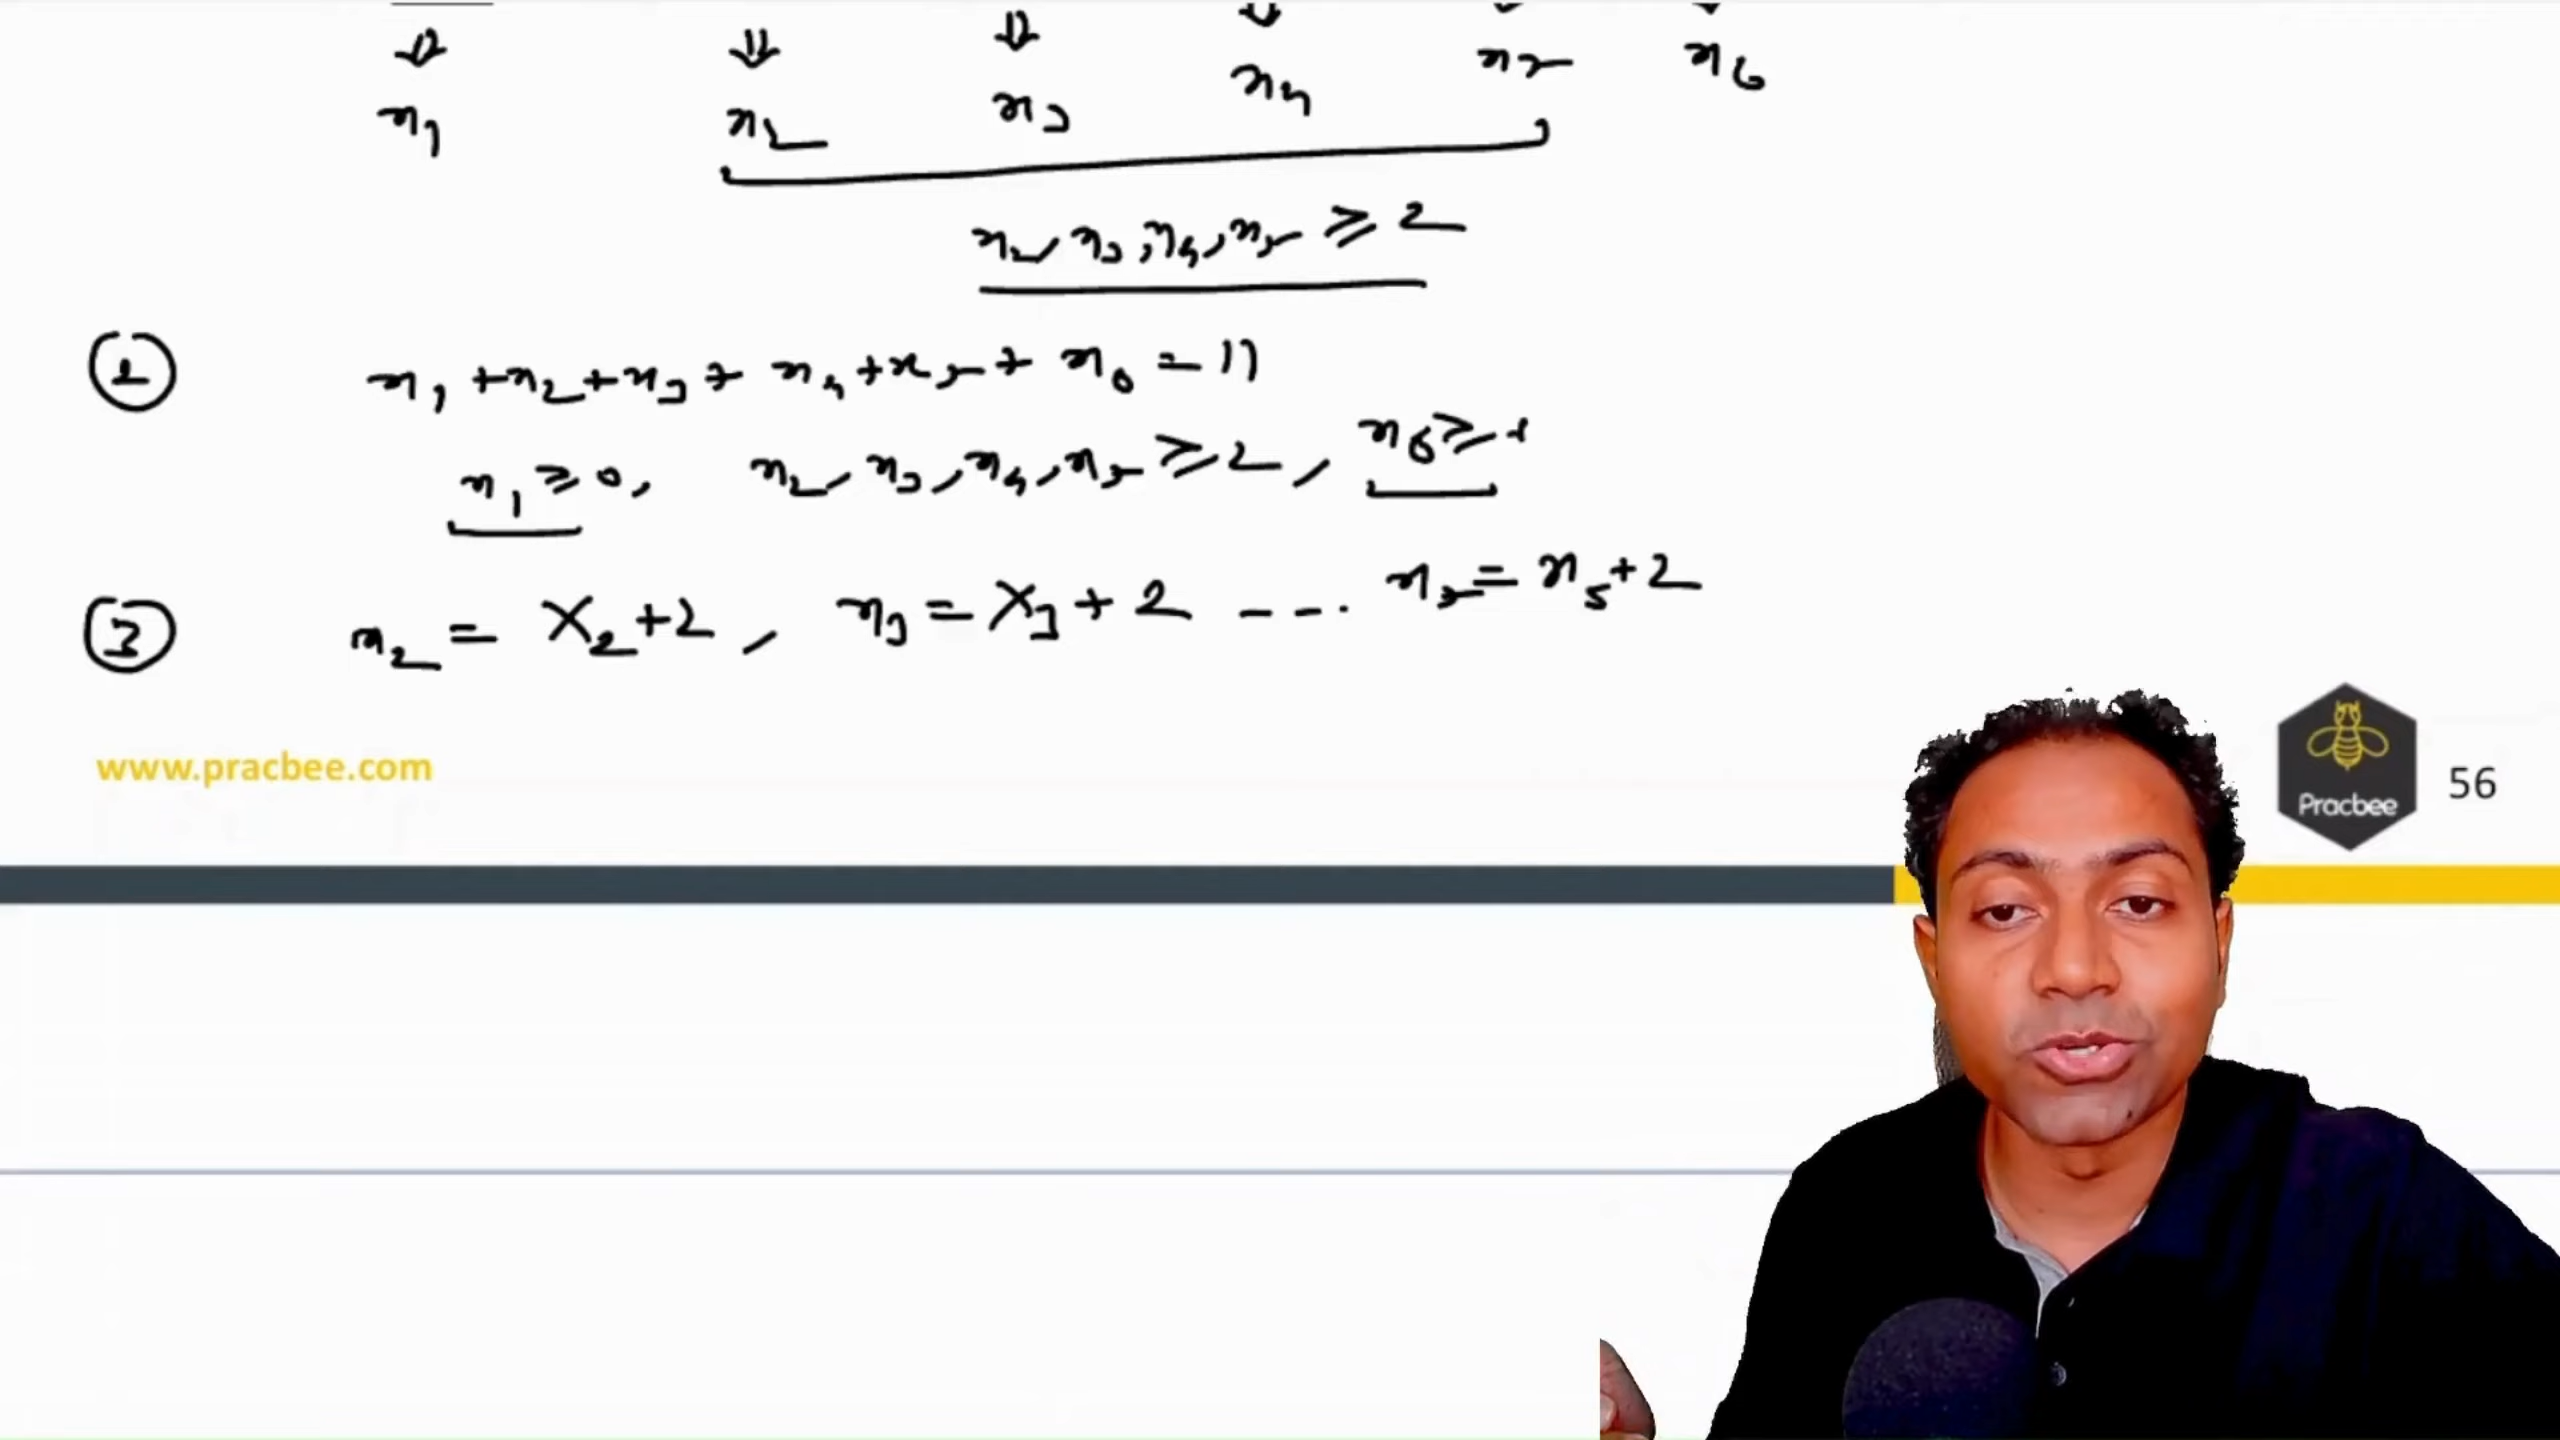 ⇓ ⇓ ⇓ ⇓
x1 x2 x3 x4 x5 x6
x2, x3, x4, x5 ≥ 2
② x1 + x2 + x3 + x4 + x5 + x6 = 11
x1 ≥ 0, x2, x3, x4, x5 ≥ 2, x6 ≥
③ x2 = X2 + 2, x3 = X3 + 2 ---. x5 = x5 + 2
www.pracbee.com
Pracbee
56